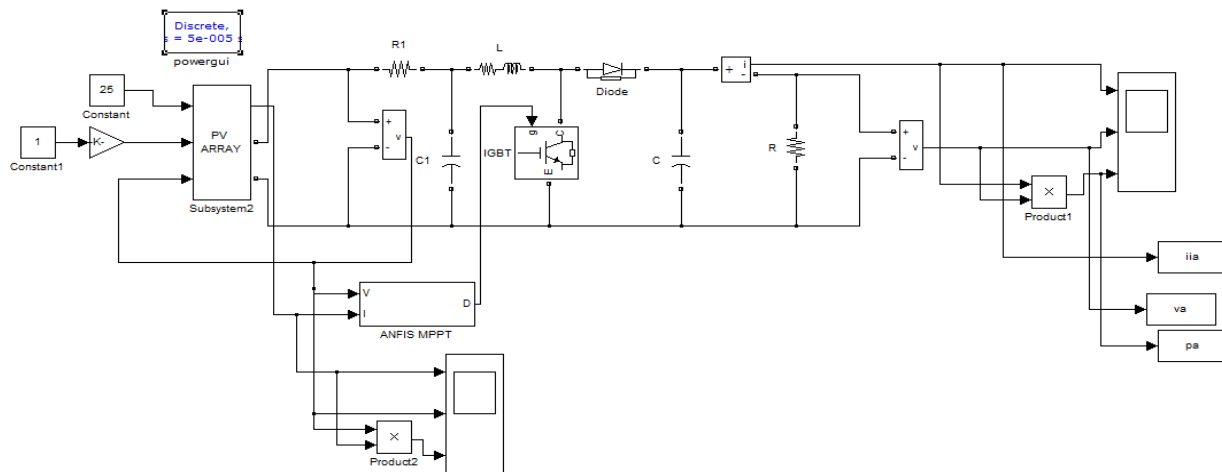 Discrete,
s = 5e-005 s
powergui
R1
L
25
Constant
1
Constant1
K-
PV
ARRAY
Subsystem2
+
v
-
C1
g
C
IGBT
E
Diode
C
+
i
-
R
+
v
-
×
Product1
iia
va
pa
V
I
D
ANFIS MPPT
×
Product2